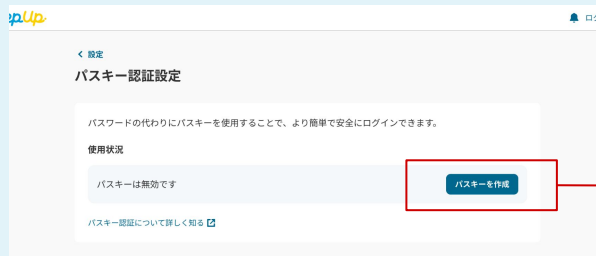 pUp
設定
パスキー認証設定
パスワードの代わりにパスキーを使用することで、より簡単で安全にログインできます。
使用状況
パスキーは無効です
パスキーを作成
パスキー認証について詳しく知る